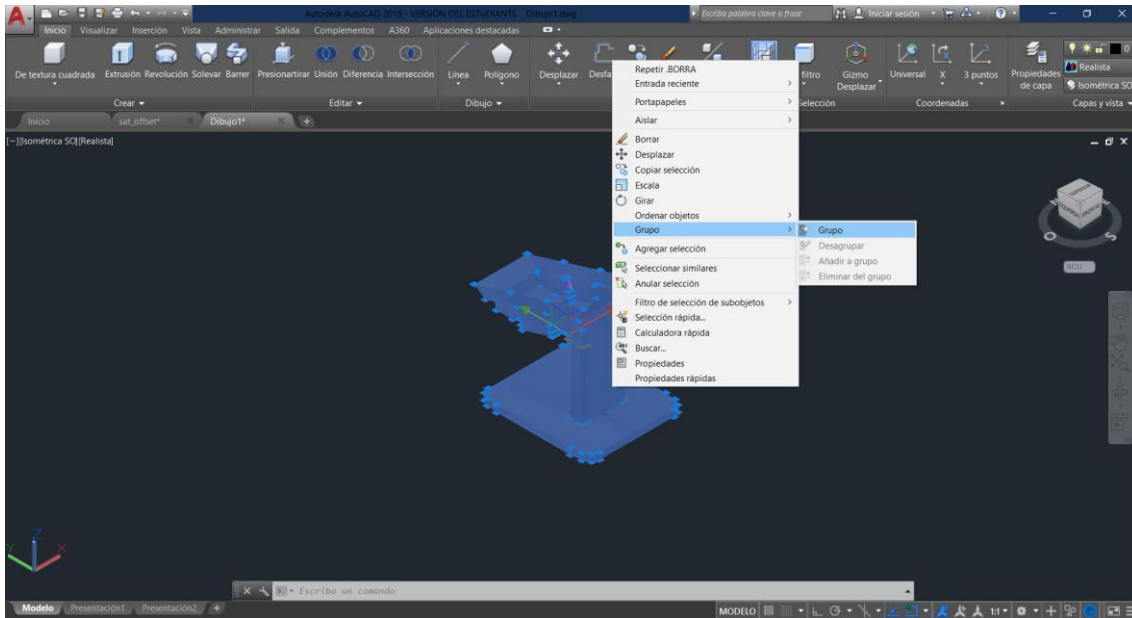 Autodesk AutoCAD 2018 - VERSIÓN DEL ESTUDIANTE Dibujo1.dwg
Escriba palabra clave o frase
Iniciar sesión
Inicio Visualizar Inserción Vista Administrar Salida Complementos A360 Aplicaciones destacadas
De textura cuadrada Extrusión Revolución Solevar Barrer Presionartirar Unión Diferencia Intersección Línea Polígono Desplazar
filtro Gizmo Desplazar Universal X 3 puntos Propiedades de capa
0
Realista
Isométrica SO
Crear Editar Dibujo Selección Coordenadas Capas y vista
Inicio sat_offset* Dibujo1*
[−][Isométrica SO][Realista]
Repetir .BORRA
Entrada reciente
Portapapeles
Aislar
Borrar
Desplazar
Copiar selección
Escala
Girar
Ordenar objetos
Grupo
Agregar selección
Seleccionar similares
Anular selección
Filtro de selección de subobjetos
Selección rápida...
Calculadora rápida
Buscar...
Propiedades
Propiedades rápidas
Grupo
Desagrupar
Añadir a grupo
Eliminar del grupo
SUPERIOR
SCU
Z
Y
X
Escriba un comando
Modelo Presentación1 Presentación2 +
MODELO
1:1